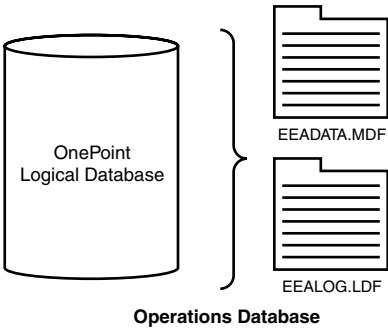 OnePoint
Logical Database
EEADATA.MDF
EEALOG.LDF
Operations Database